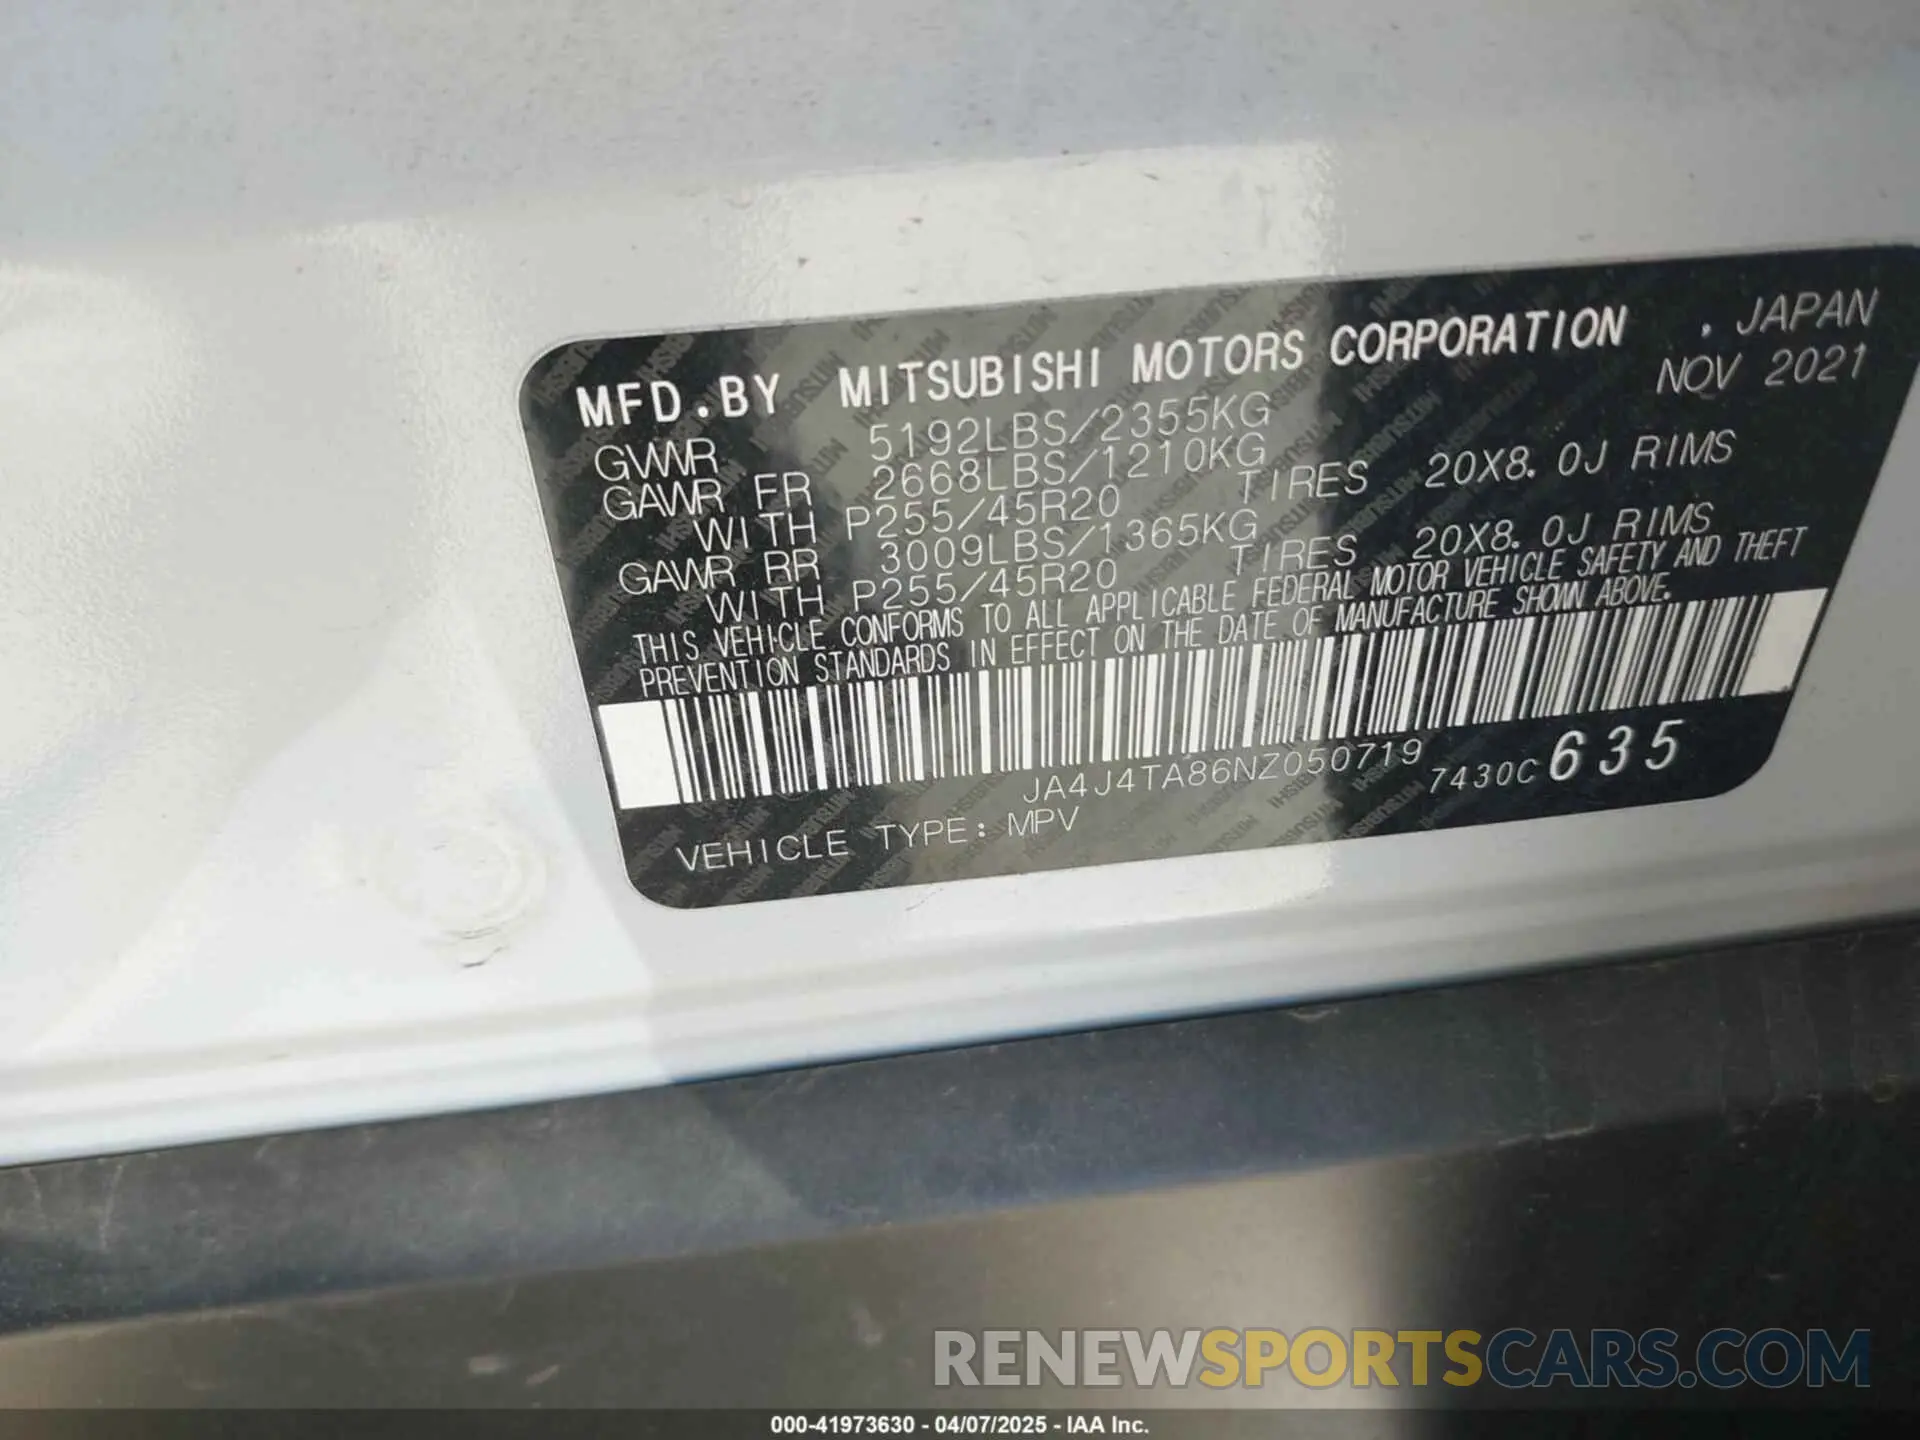 MFD.BY MITSUBISHI MOTORS CORPORATION . JAPAN
GVWR 5192LBS/2355KG NOV 2021
GAWR FR 2668LBS/1210KG
WITH P255/45R20 TIRES 20X8.0J RIMS
GAWR RR 3009LBS/1365KG
WITH P255/45R20 TIRES 20X8.0J RIMS
THIS VEHICLE CONFORMS TO ALL APPLICABLE FEDERAL MOTOR VEHICLE SAFETY AND THEFT
PREVENTION STANDARDS IN EFFECT ON THE DATE OF MANUFACTURE SHOWN ABOVE.
JA4J4TA86NZ050719 7430C 635
VEHICLE TYPE: MPV
RENEWSPORTSCARS.COM
000-41973630 - 04/07/2025 - IAA Inc.